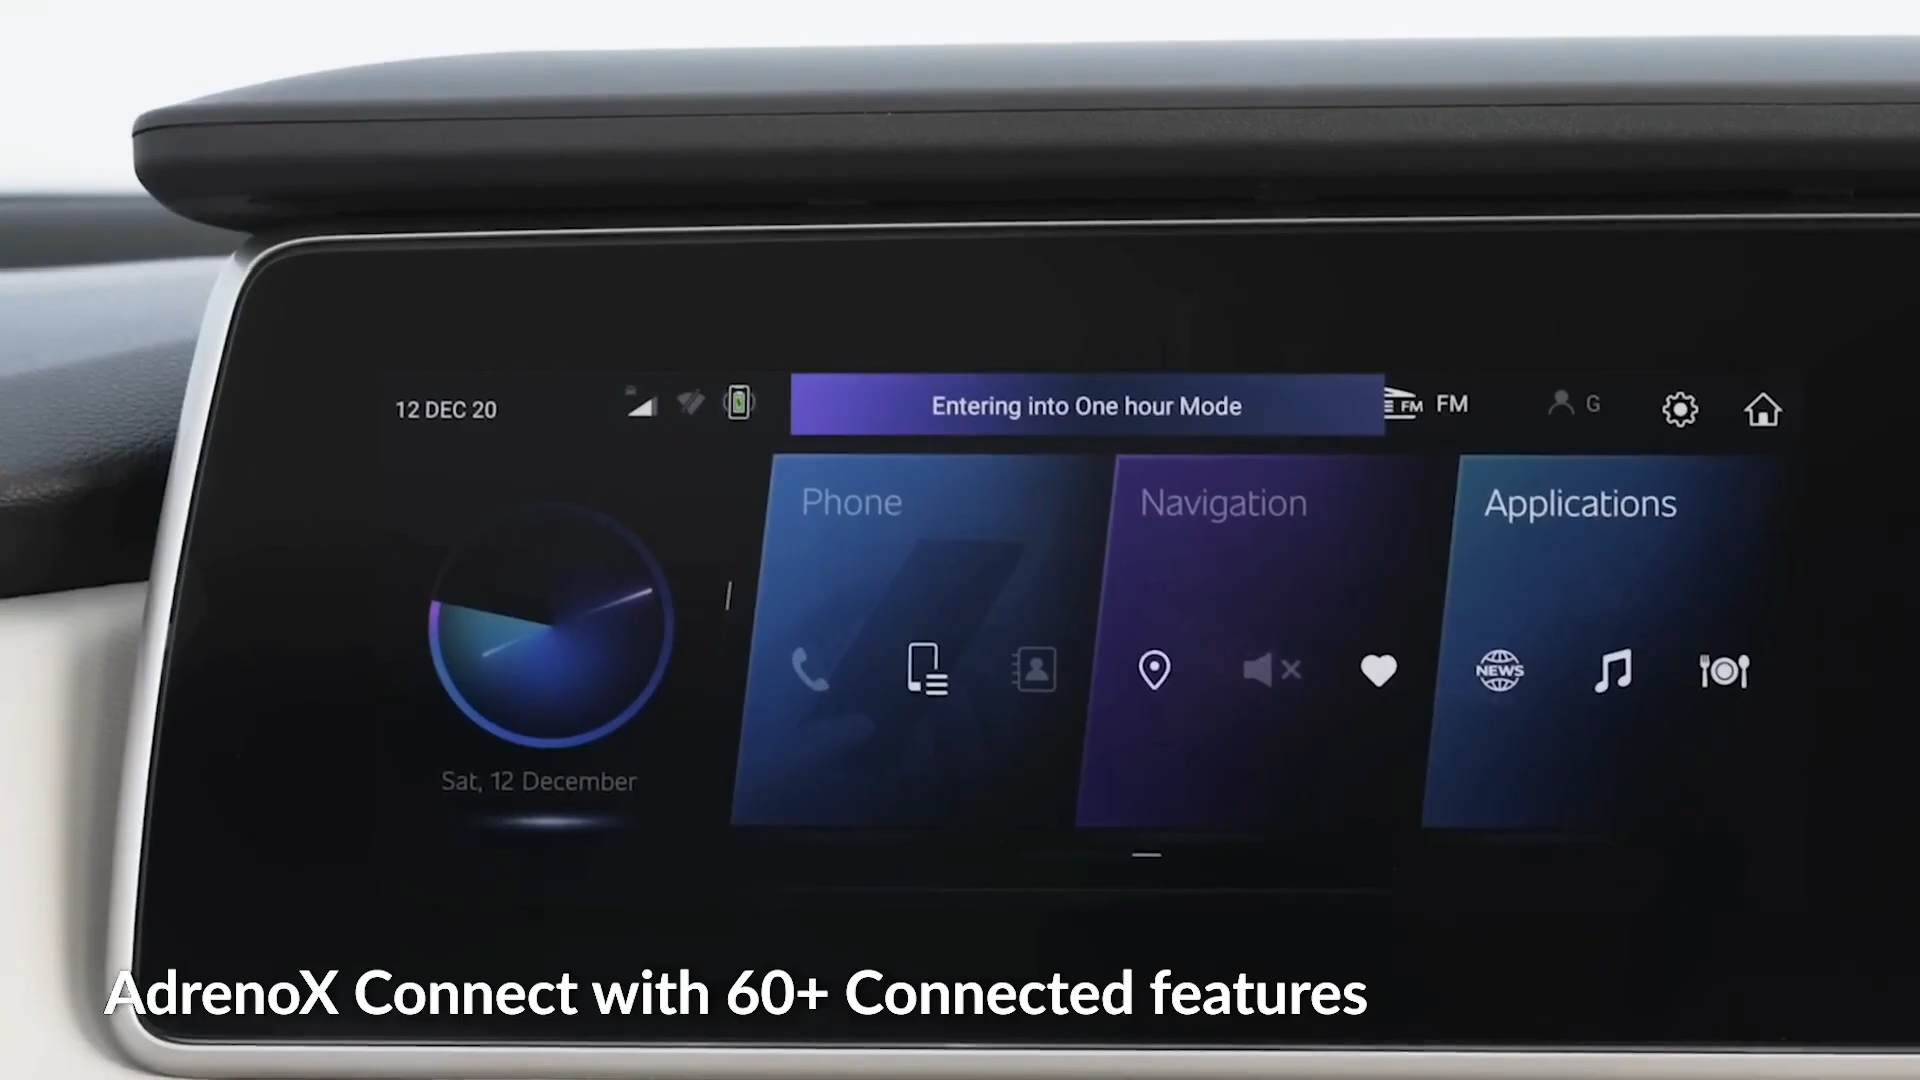 12 DEC 20
Entering into One hour Mode
FM FM
G
Phone
Navigation
Applications
NEWS
Sat, 12 December
AdrenoX Connect with 60+ Connected features